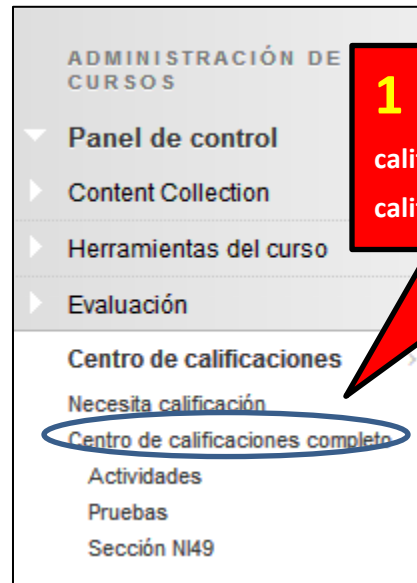 ADMINISTRACIÓN DE
CURSOS
Panel de control
Content Collection
Herramientas del curso
Evaluación
Centro de calificaciones
Necesita calificación
Centro de calificaciones completo
Actividades
Pruebas
Sección NI49
1